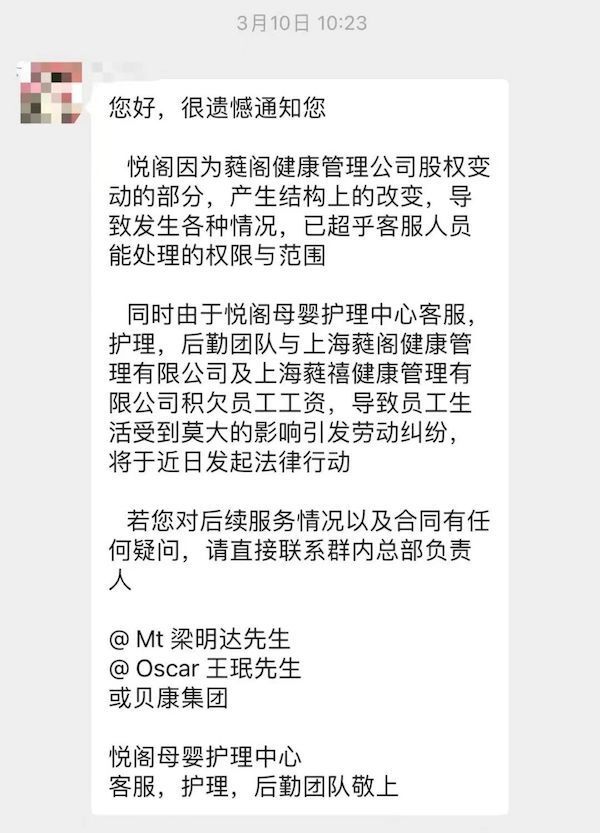 3月10日 10:23
您好，很遗憾通知您
悦阁因为蕤阁健康管理公司股权变
动的部分，产生结构上的改变，导
致发生各种情况，已超乎客服人员
能处理的权限与范围
同时由于悦阁母婴护理中心客服，
护理，后勤团队与上海蕤阁健康管
理有限公司及上海蕤禧健康管理有
限公司积欠员工工资，导致员工生
活受到莫大的影响引发劳动纠纷，
将于近日发起法律行动
若您对后续服务情况以及合同有任
何疑问，请直接联系群内总部负责
人
@ Mt 梁明达先生
@ Oscar 王珉先生
或贝康集团
悦阁母婴护理中心
客服，护理，后勤团队敬上